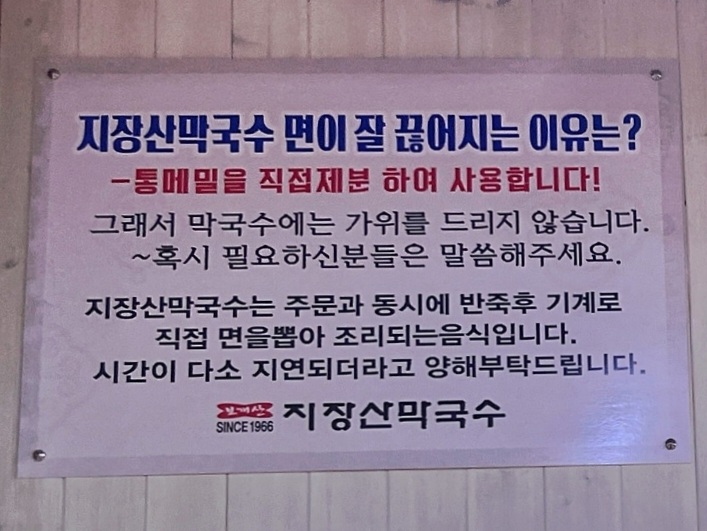 지장산막국수 면이 잘 끊어지는 이유는?
-통메밀을 직접제분 하여 사용합니다!
그래서 막국수에는 가위를 드리지 않습니다.
~혹시 필요하신분들은 말씀해주세요.
지장산막국수는 주문과 동시에 반죽후 기계로
직접 면을뽑아 조리되는음식입니다.
시간이 다소 지연되더라고 양해부탁드립니다.
보개산 지장산막국수
SINCE 1966